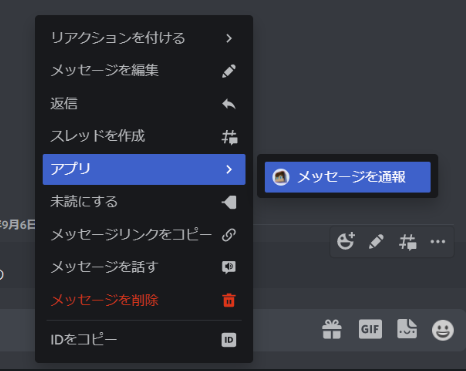 リアクションを付ける
メッセージを編集
返信
スレッドを作成
アプリ
メッセージを通報
未読にする
年9月6日
メッセージリンクをコピー
メッセージを話す
メッセージを削除
GIF
IDをコピー
ID